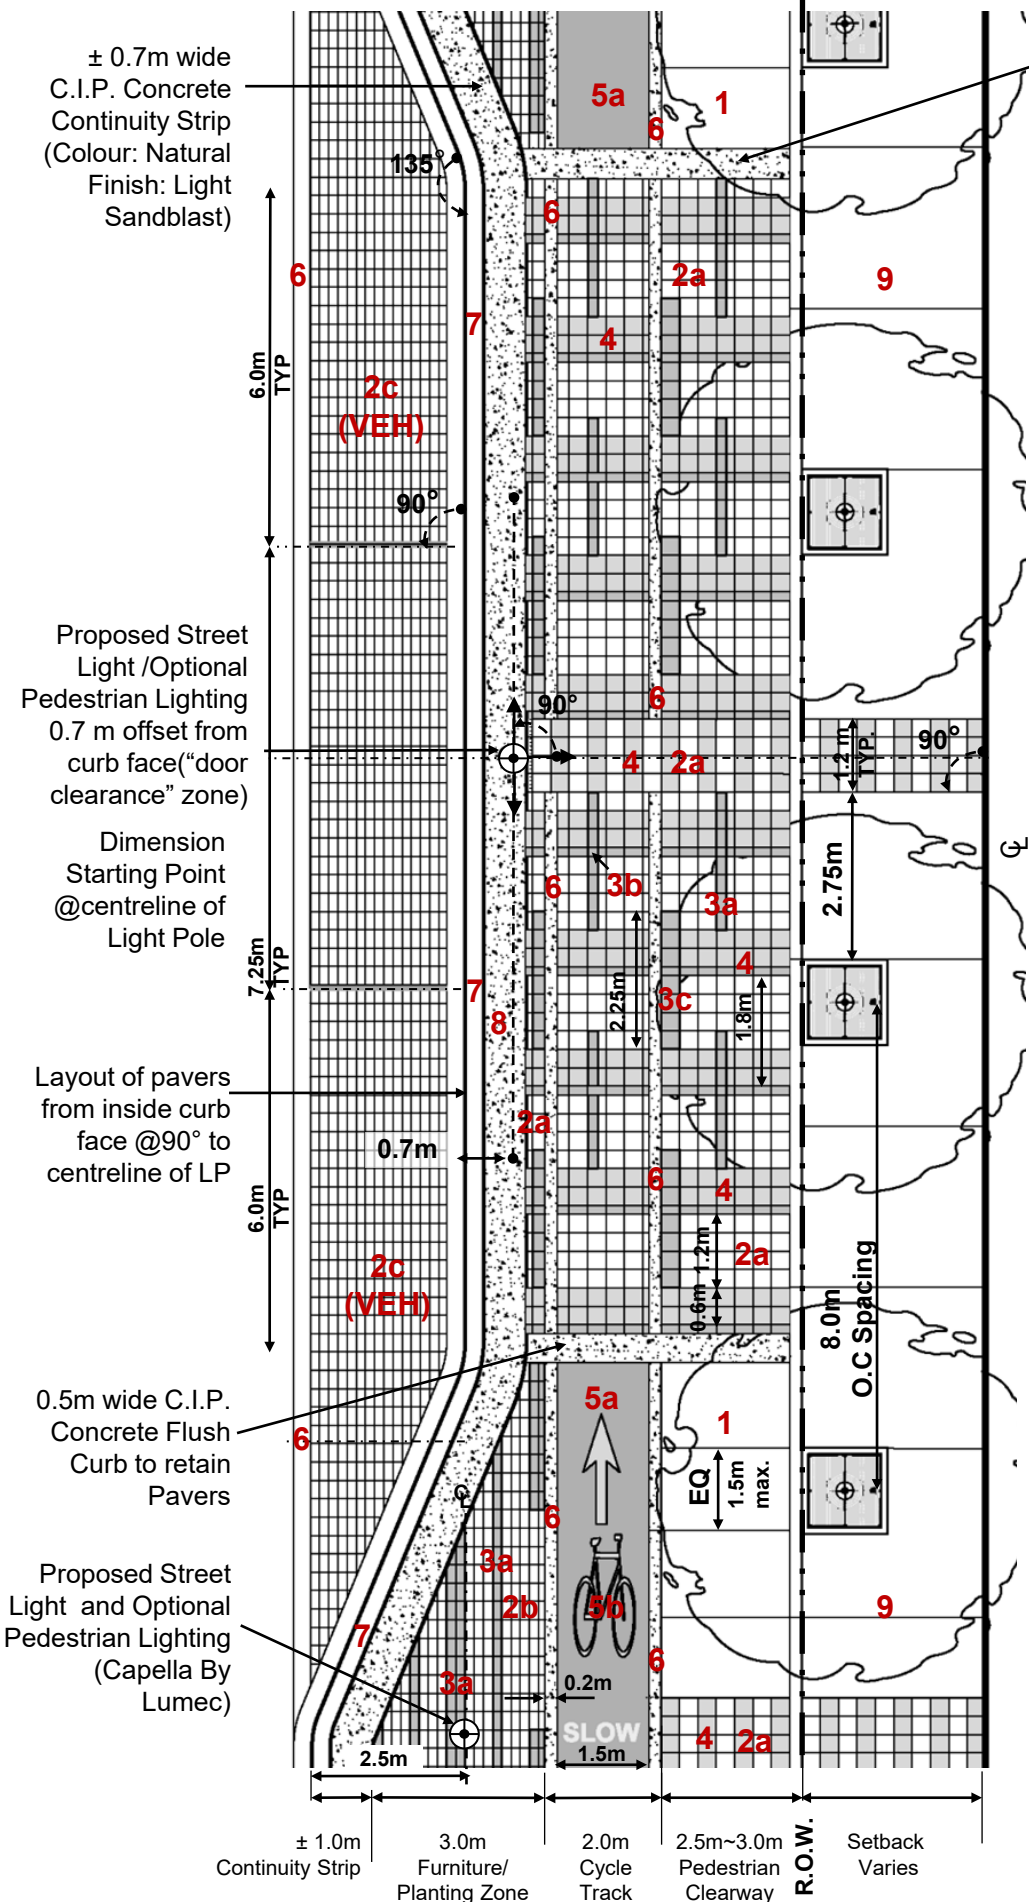 ± 0.7m wide
C.I.P. Concrete
Continuity Strip
(Colour: Natural
Finish: Light
Sandblast)
5a
1
6
135°
6
6
2a
9
7
4
6.0m
TYP
2c
(VEH)
90°
Proposed Street
Light /Optional
Pedestrian Lighting
0.7 m offset from
curb face("door
clearance" zone)
6
90°
4
2a
1.2 m
TYP.
90°
Dimension
Starting Point
@centreline of
Light Pole
6
3b
3a
2.75m
℄
4
7.25m
TYP
7
8
2.25m
3c
1.8m
Layout of pavers
from inside curb
face @90° to
centreline of LP
2a
0.7m
6
4
6.0m
TYP
2c
(VEH)
1.2m
0.6m
2a
8.0m
O.C Spacing
0.5m wide C.I.P.
Concrete Flush
Curb to retain
Pavers
6
5a
1
EQ
1.5m
max.
℄
6
Proposed Street
Light and Optional
Pedestrian Lighting
(Capella By
Lumec)
3a
2b
5b
9
7
6
3a
0.2m
SLOW
4
2a
2.5m
1.5m
± 1.0m
Continuity Strip
3.0m
Furniture/
Planting Zone
2.0m
Cycle
Track
2.5m~3.0m
Pedestrian
Clearway
R.O.W.
Setback
Varies